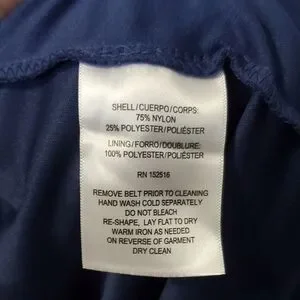 SHELL/CUERPO/CORPS:
75% NYLON
25% POLYESTER/POLIÉSTER
LINING/FORRO/DOUBLURE:
100% POLYESTER/POLIÉSTER
RN 152516
REMOVE BELT PRIOR TO CLEANING
HAND WASH COLD SEPARATELY
DO NOT BLEACH
RE-SHAPE, LAY FLAT TO DRY
WARM IRON AS NEEDED
ON REVERSE OF GARMENT
DRY CLEAN